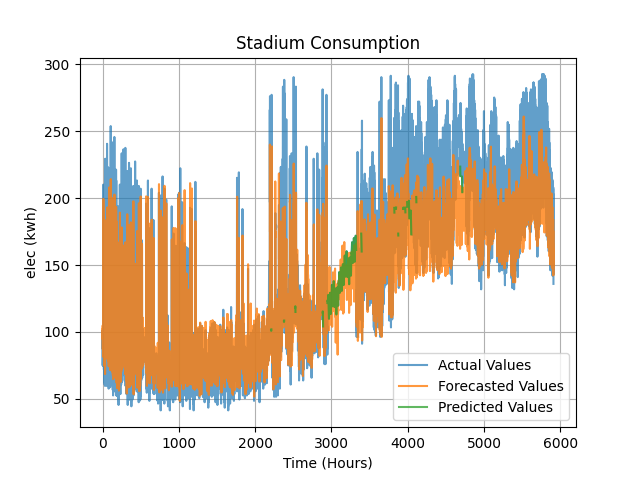 Stadium Consumption
elec (kwh)
300
250
200
150
100
50
0
1000
2000
3000
4000
5000
6000
Time (Hours)
Actual Values
Forecasted Values
Predicted Values